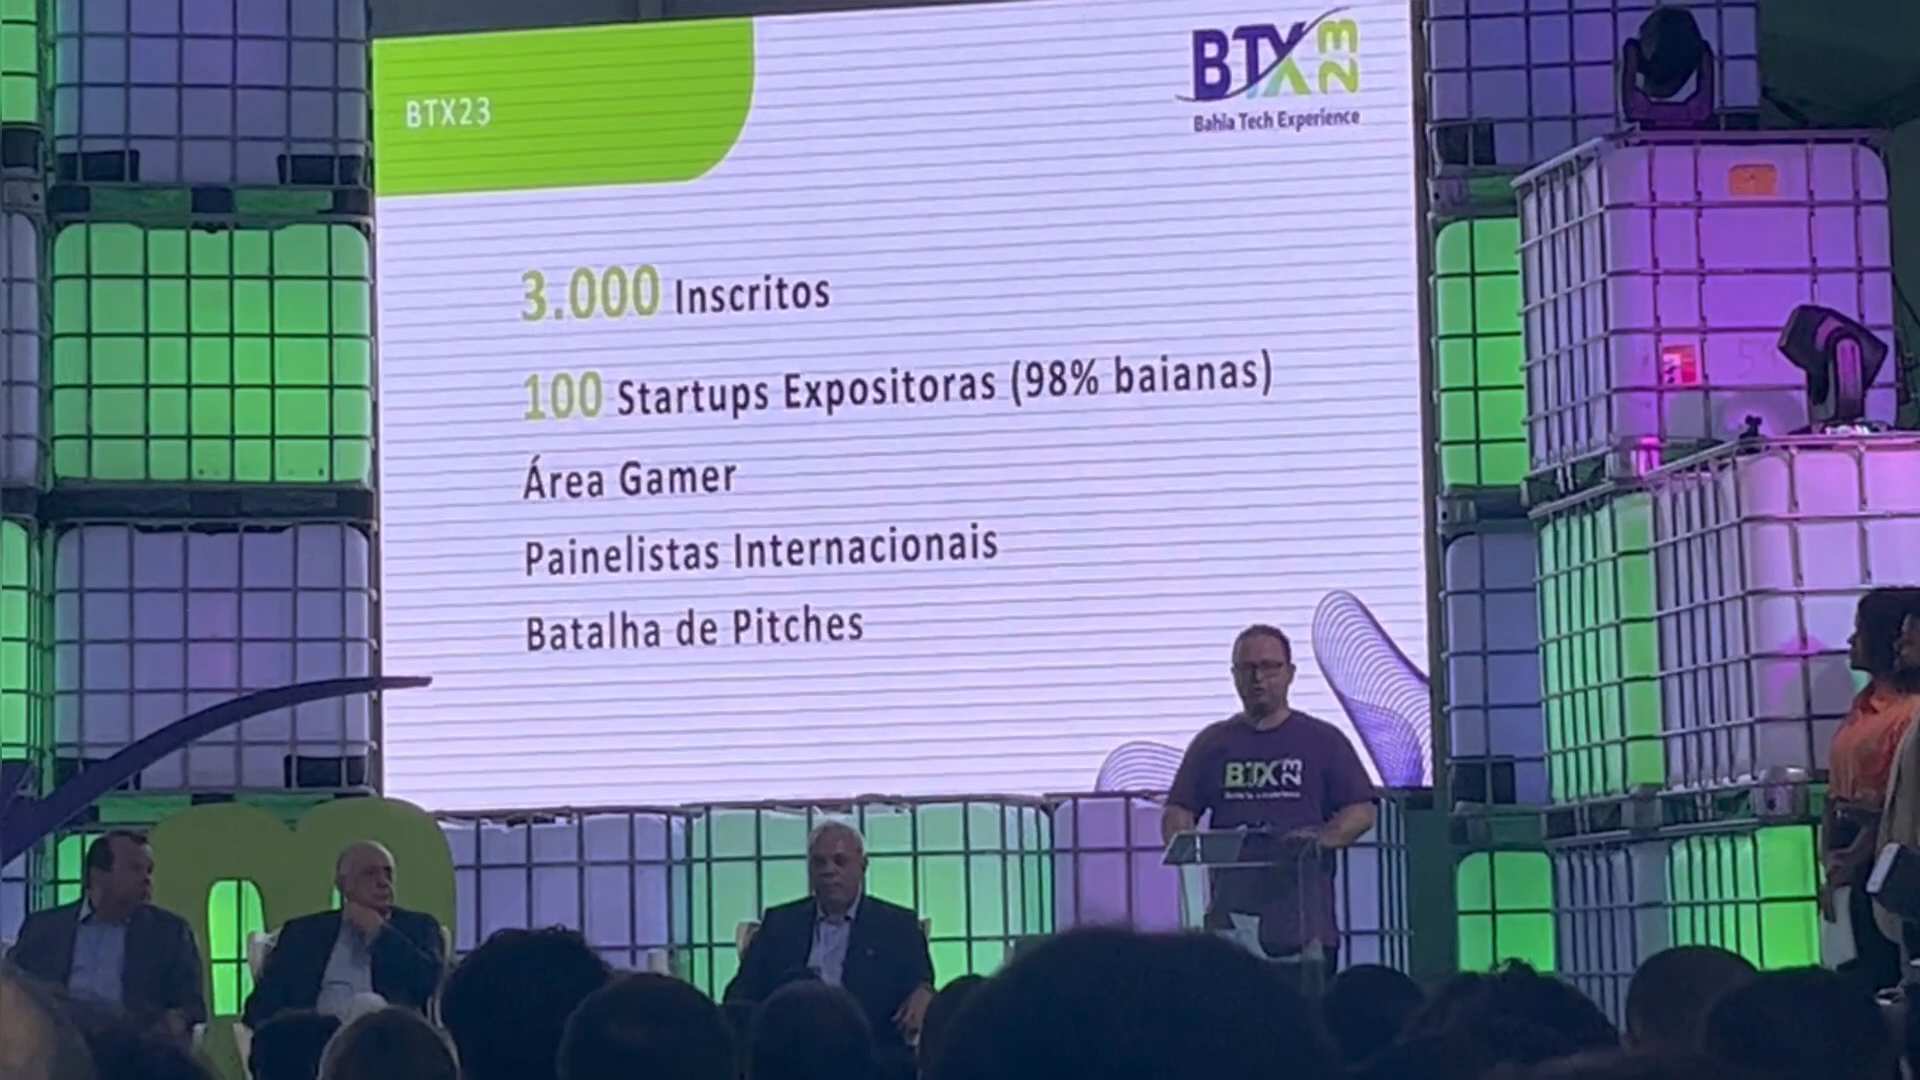 BTX23
BTX23
Bahia Tech Experience
3.000 Inscritos
100 Startups Expositoras (98% baianas)
Área Gamer
Painelistas Internacionais
Batalha de Pitches
BTX23